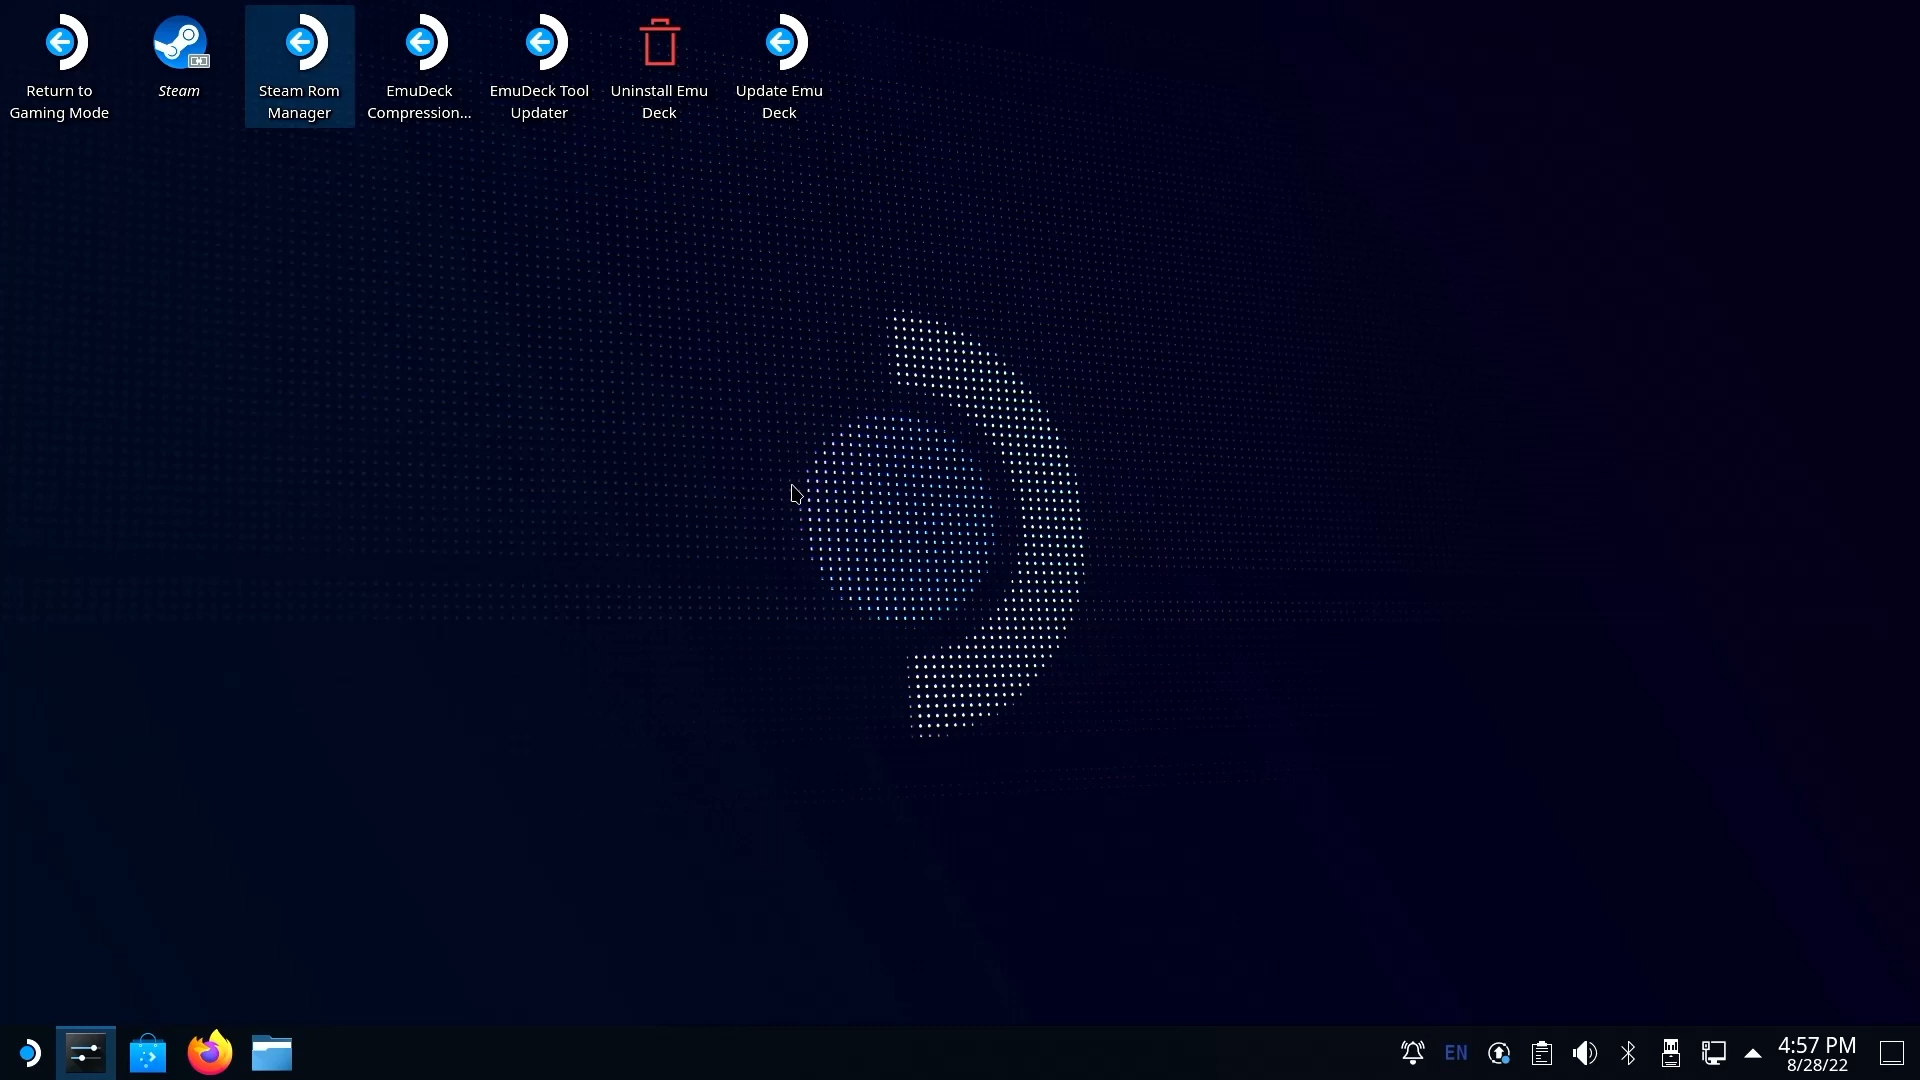 Return to
Gaming Mode
Steam
Steam Rom
Manager
EmuDeck
Compression...
EmuDeck Tool
Updater
Uninstall Emu
Deck
Update Emu
Deck
EN
4:57 PM
8/28/22